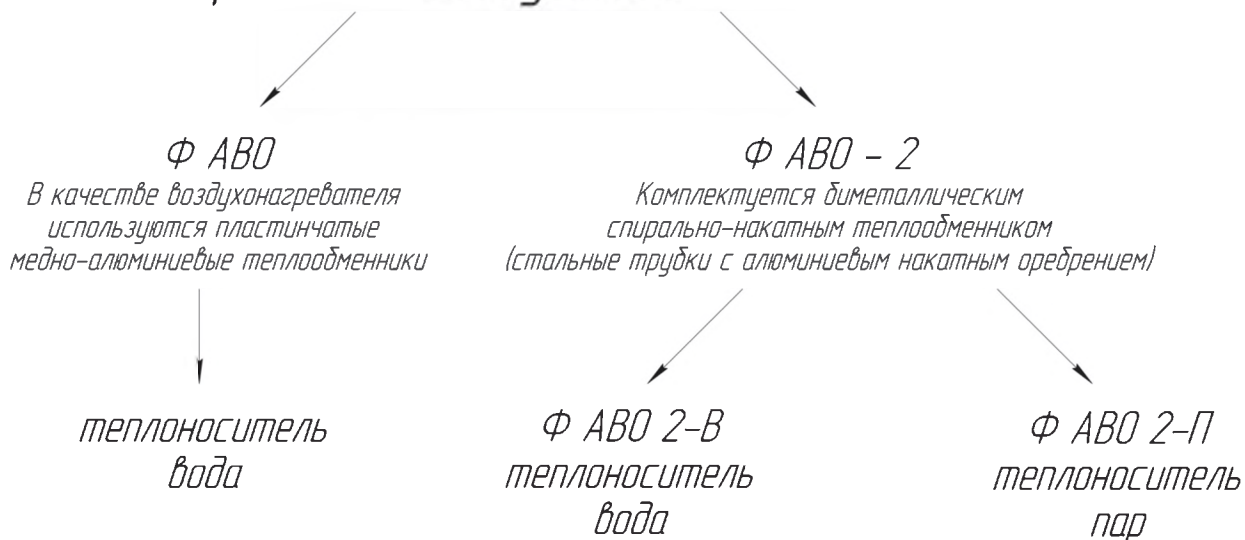 Ф АВО
В качестве воздухонагревателя
используются пластинчатые
медно-алюминиевые теплообменники
Ф АВО - 2
Комплектуется биметаллическим
спирально-накатным теплообменником
(стальные трубки с алюминиевым накатным оребрением)
теплоноситель
вода
Ф АВО 2-В
теплоноситель
вода
Ф АВО 2-П
теплоноситель
пар